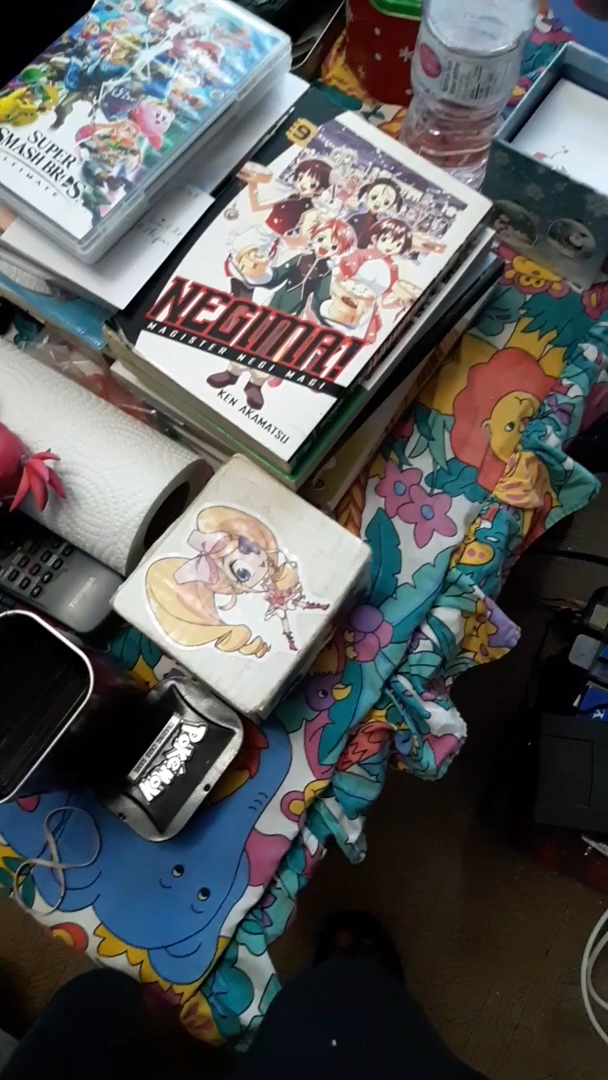 SUPER
SMASH BROS.
ULTIMATE
9
NEGIMA!
MAGISTER NEGI MAGI
KEN AKAMATSU
TOSHIBA
POKéMON